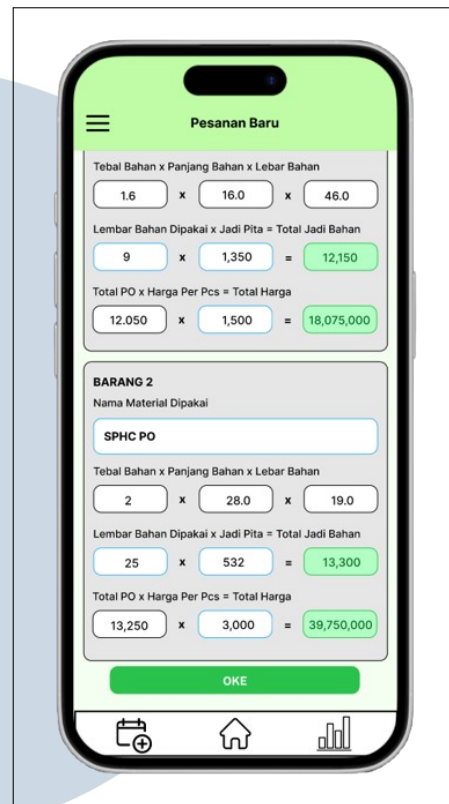 Pesanan Baru
Tebal Bahan x Panjang Bahan x Lebar Bahan
1.6 x 16.0 x 46.0
Lembar Bahan Dipakai x Jadi Pita = Total Jadi Bahan
9 x 1,350 = 12,150
Total PO x Harga Per Pcs = Total Harga
12.050 x 1,500 = 18,075,000
BARANG 2
Nama Material Dipakai
SPHC PO
Tebal Bahan x Panjang Bahan x Lebar Bahan
2 x 28.0 x 19.0
Lembar Bahan Dipakai x Jadi Pita = Total Jadi Bahan
25 x 532 = 13,300
Total PO x Harga Per Pcs = Total Harga
13,250 x 3,000 = 39,750,000
OKE